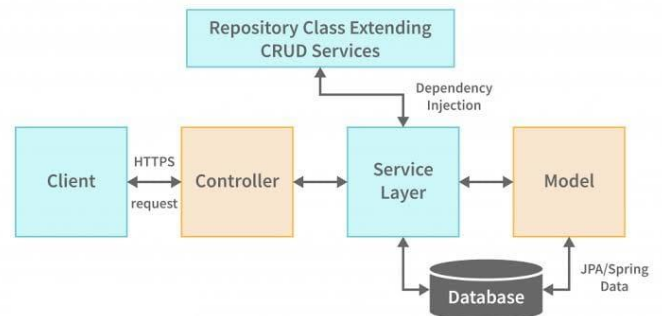 Repository Class Extending
CRUD Services
Dependency
Injection
Client
HTTPS
request
Controller
Service
Layer
Model
JPA/Spring
Data
Database